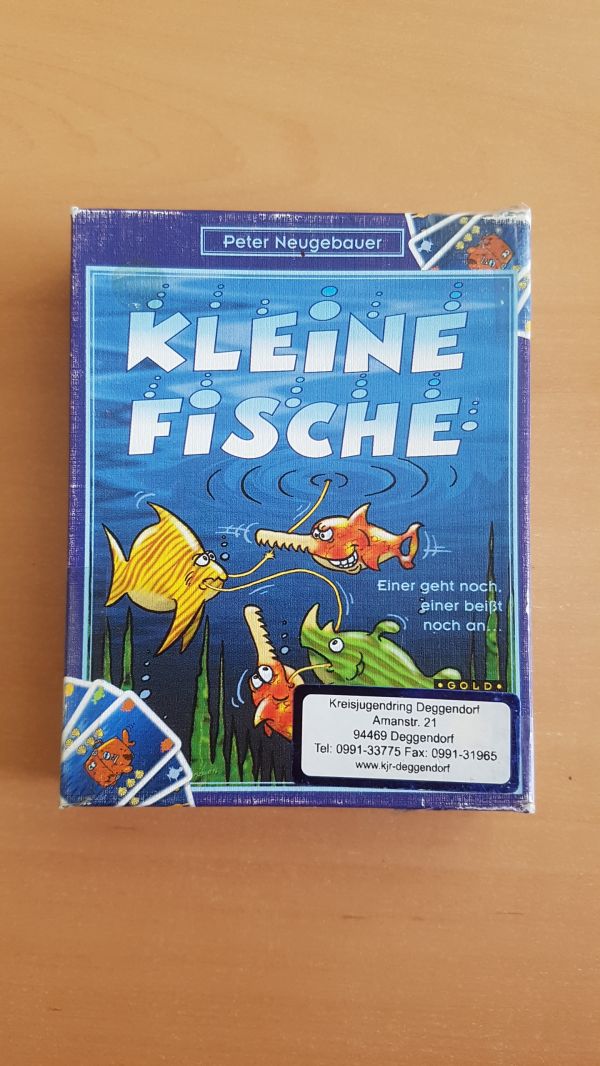 Peter Neugebauer
KLEINE
FISCHE
Einer geht noch,
einer beißt
noch an...
GOLD
Kreisjugendring Deggendorf
Amanstr. 21
94469 Deggendorf
Tel: 0991-33775 Fax: 0991-31965
www.kjr-deggendorf